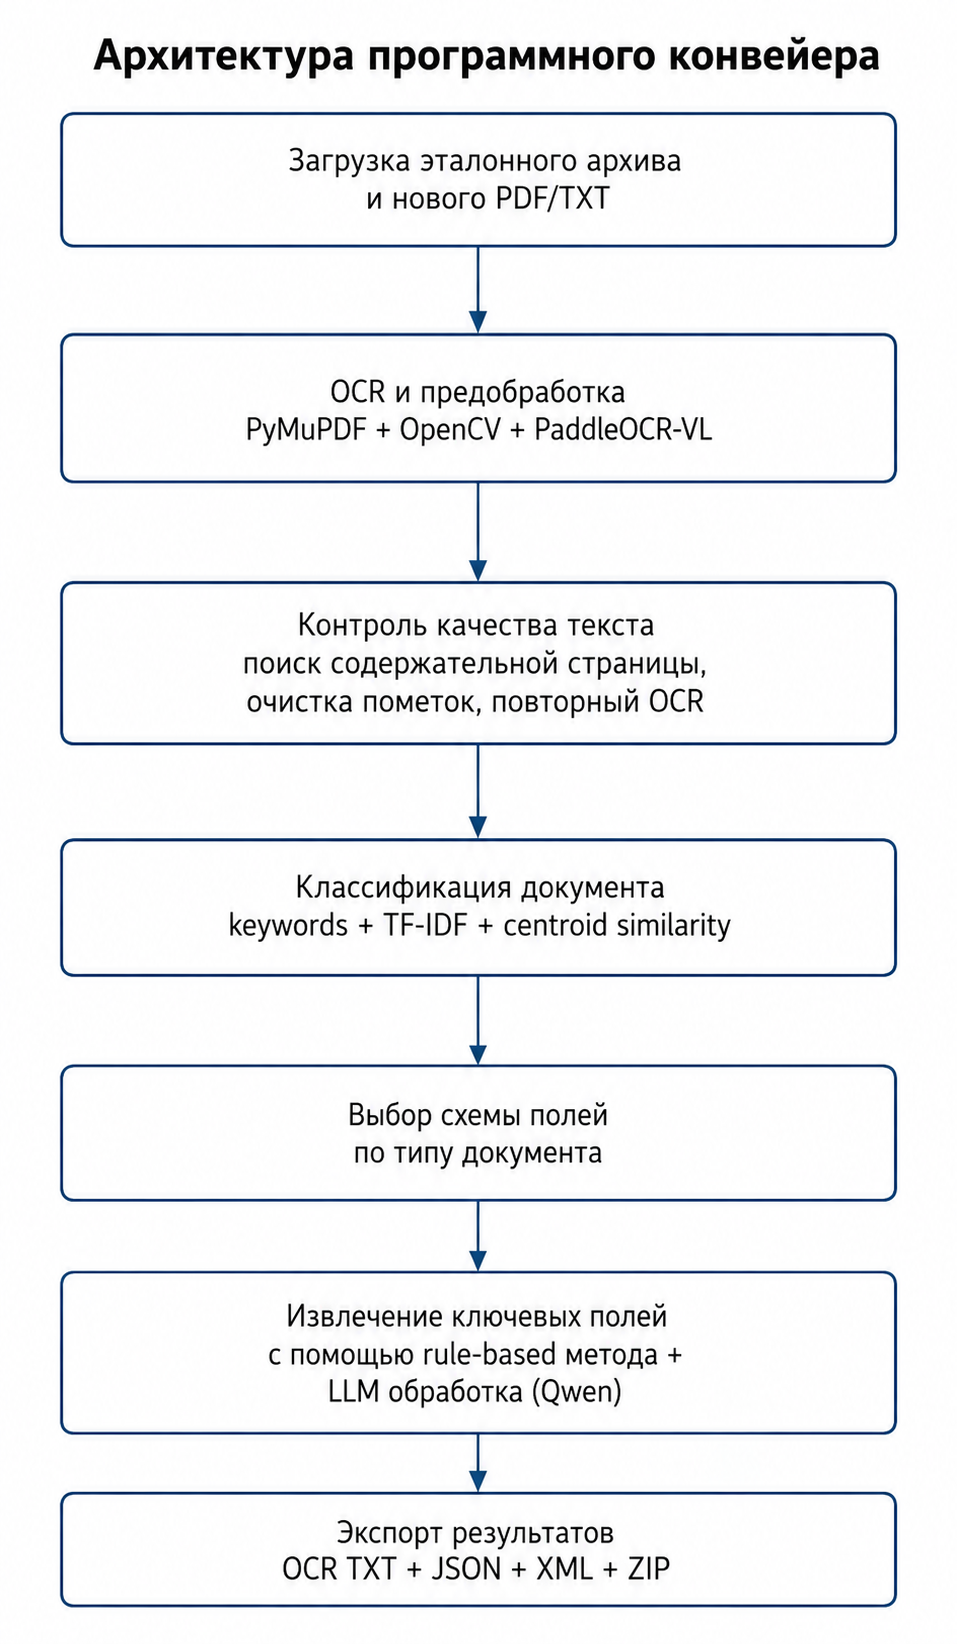 Архитектура программного конвейера
Загрузка эталонного архива
и нового PDF/TXT
OCR и предобработка
PyMuPDF + OpenCV + PaddleOCR-VL
Контроль качества текста
поиск содержательной страницы,
очистка пометок, повторный OCR
Классификация документа
keywords + TF-IDF + centroid similarity
Выбор схемы полей
по типу документа
Извлечение ключевых полей
с помощью rule-based метода +
LLM обработка (Qwen)
Экспорт результатов
OCR TXT + JSON + XML + ZIP